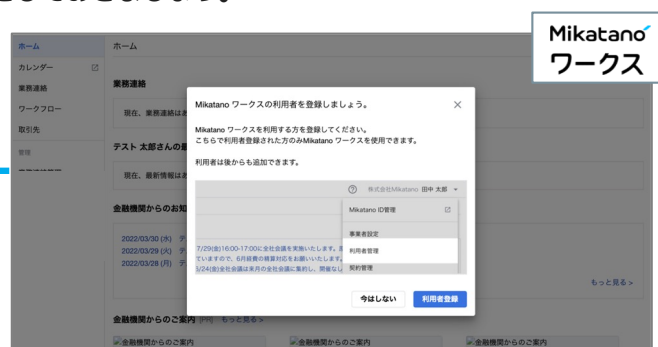 Mikatano
ワークス
ホーム
ホーム
カレンダー
業務連絡
ワークフロー
取引先
管理
業務連絡
現在、業務連絡はあ
テスト 太郎さんの最
現在、最新情報はあ
金融機関からのお知
2022/03/30 (水) テ
2022/03/29 (火) テ
2022/03/28 (月) テ
もっと見る >
金融機関からのご案内 [PR] もっと見る >
金融機関からのご案内
金融機関からのご案内
金融機関からのご案内
Mikatano ワークスの利用者を登録しましょう。
Mikatano ワークスを利用する方を登録してください。
こちらで利用者登録された方のみMikatano ワークスを使用できます。
利用者は後からも追加できます。
株式会社Mikatano 田中 太郎
Mikatano ID管理
事業者設定
利用者管理
契約管理
7/29(金)16:00-17:00に全社会議を実施いたします。
ていますので、6月経費の精算対応をお願いいたします。
3/24(金)全社会議は来月の全社会議に集約し、開催なし
今はしない
利用者登録